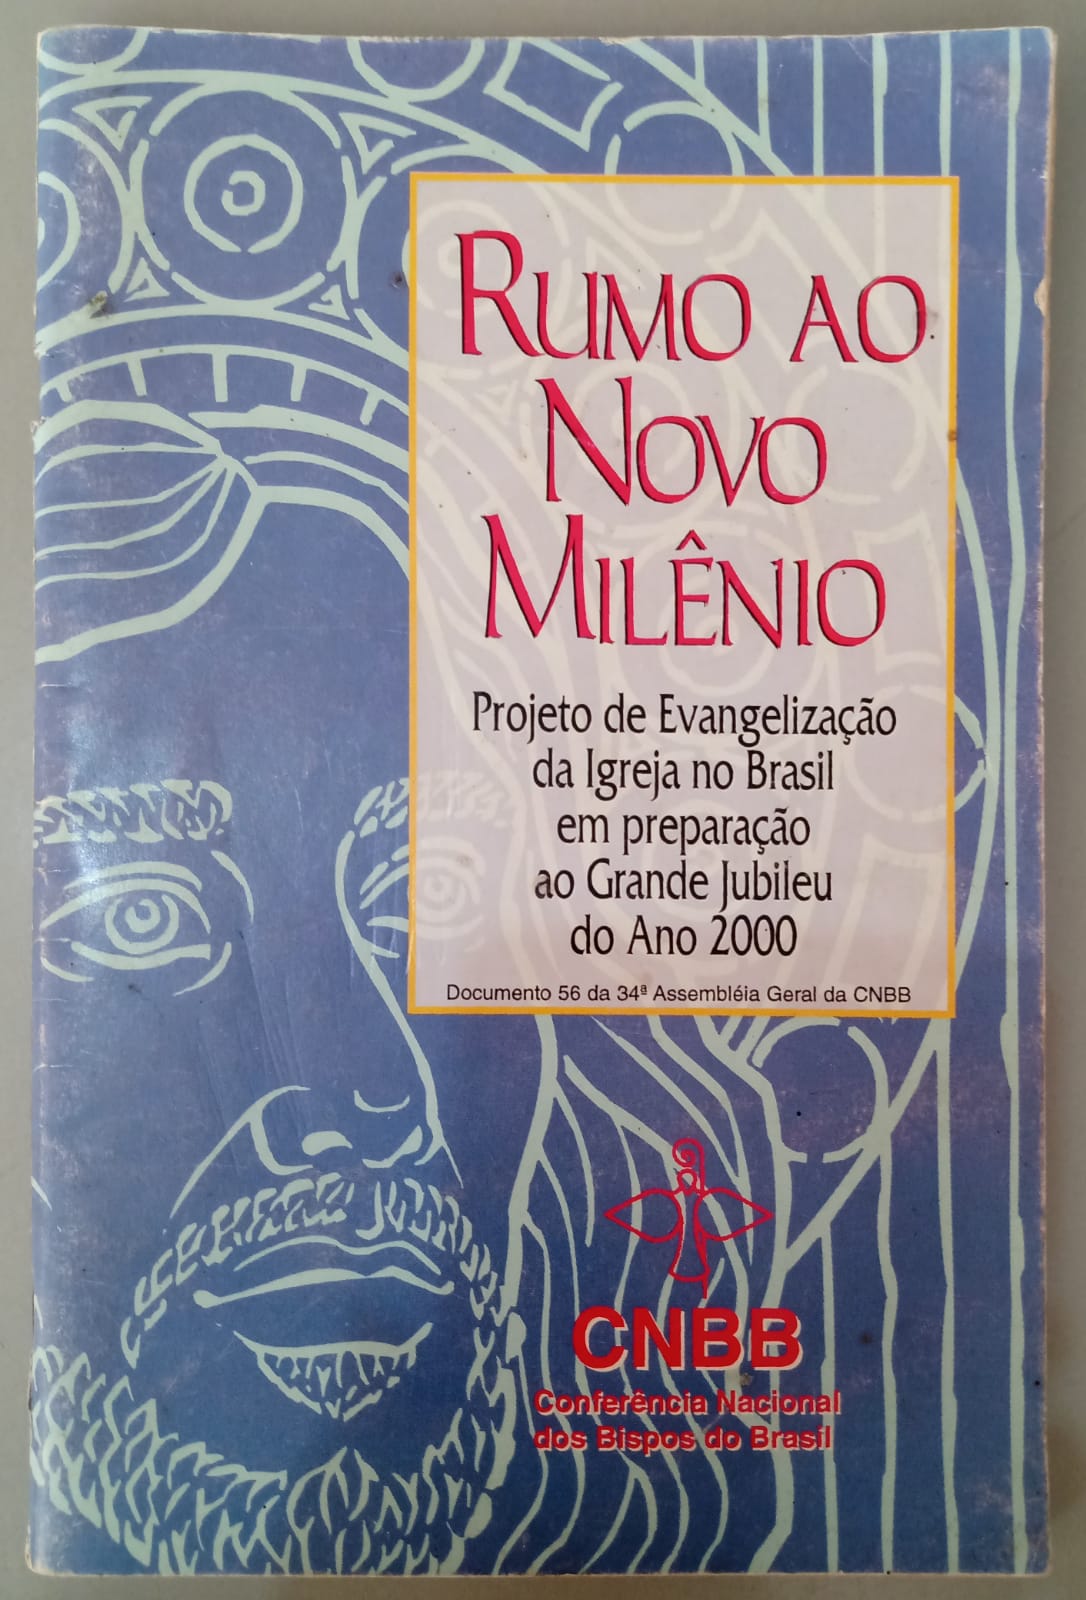 RUMO AO
NOVO
MILÊNIO
Projeto de Evangelização
da Igreja no Brasil
em preparação
ao Grande Jubileu
do Ano 2000
Documento 56 da 34ª Assembléia Geral da CNBB
CNBB
Conferência Nacional
dos Bispos do Brasil